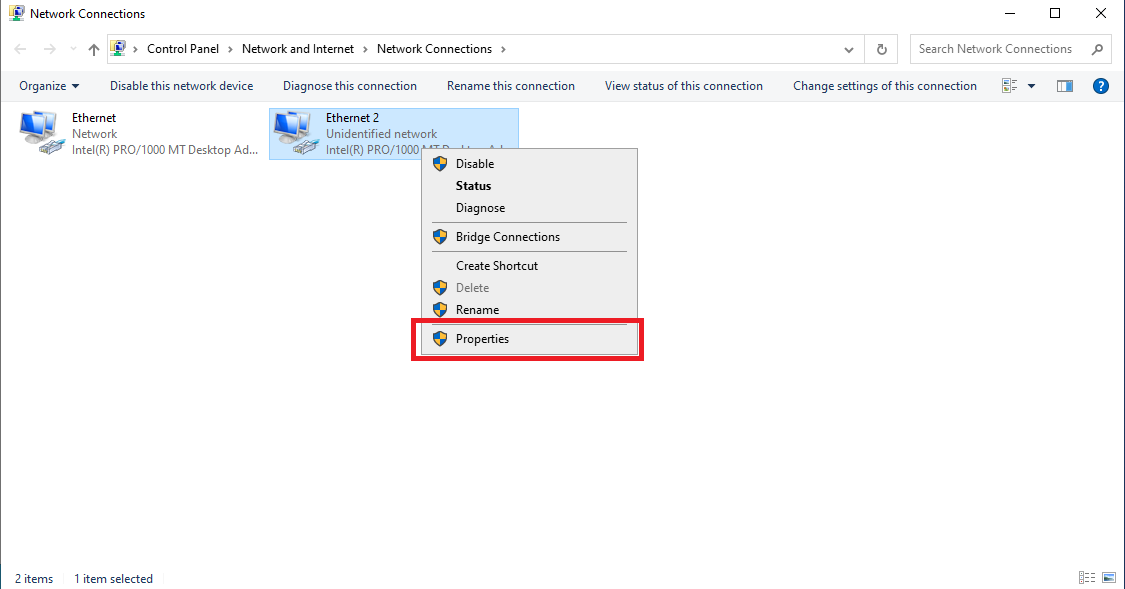 Network Connections
Control Panel > Network and Internet > Network Connections >
Search Network Connections
Organize Disable this network device Diagnose this connection Rename this connection View status of this connection Change settings of this connection
Ethernet
Network
Intel(R) PRO/1000 MT Desktop Ad...
Ethernet 2
Unidentified network
Intel(R) PRO/1000
Disable
Status
Diagnose
Bridge Connections
Create Shortcut
Delete
Rename
Properties
2 items 1 item selected